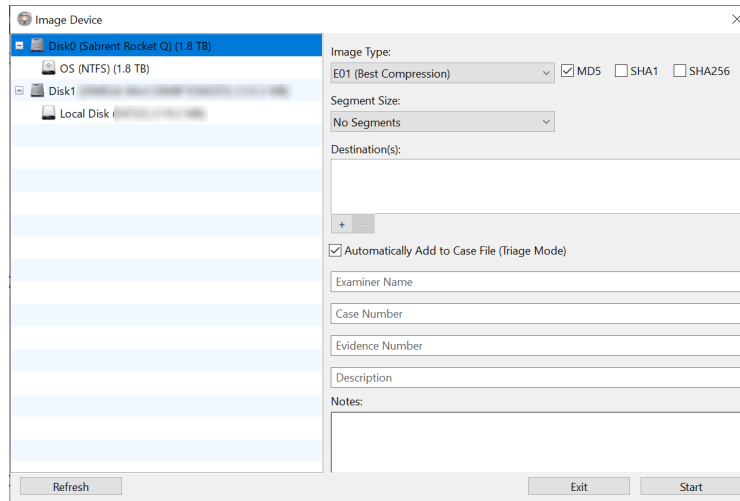 Image Device
Disk0 (Sabrent Rocket Q) (1.8 TB)
OS (NTFS) (1.8 TB)
Disk1
Local Disk
Refresh
Image Type:
E01 (Best Compression)
MD5 SHA1 SHA256
Segment Size:
No Segments
Destination(s):
+ -
Automatically Add to Case File (Triage Mode)
Examiner Name
Case Number
Evidence Number
Description
Notes:
Exit Start